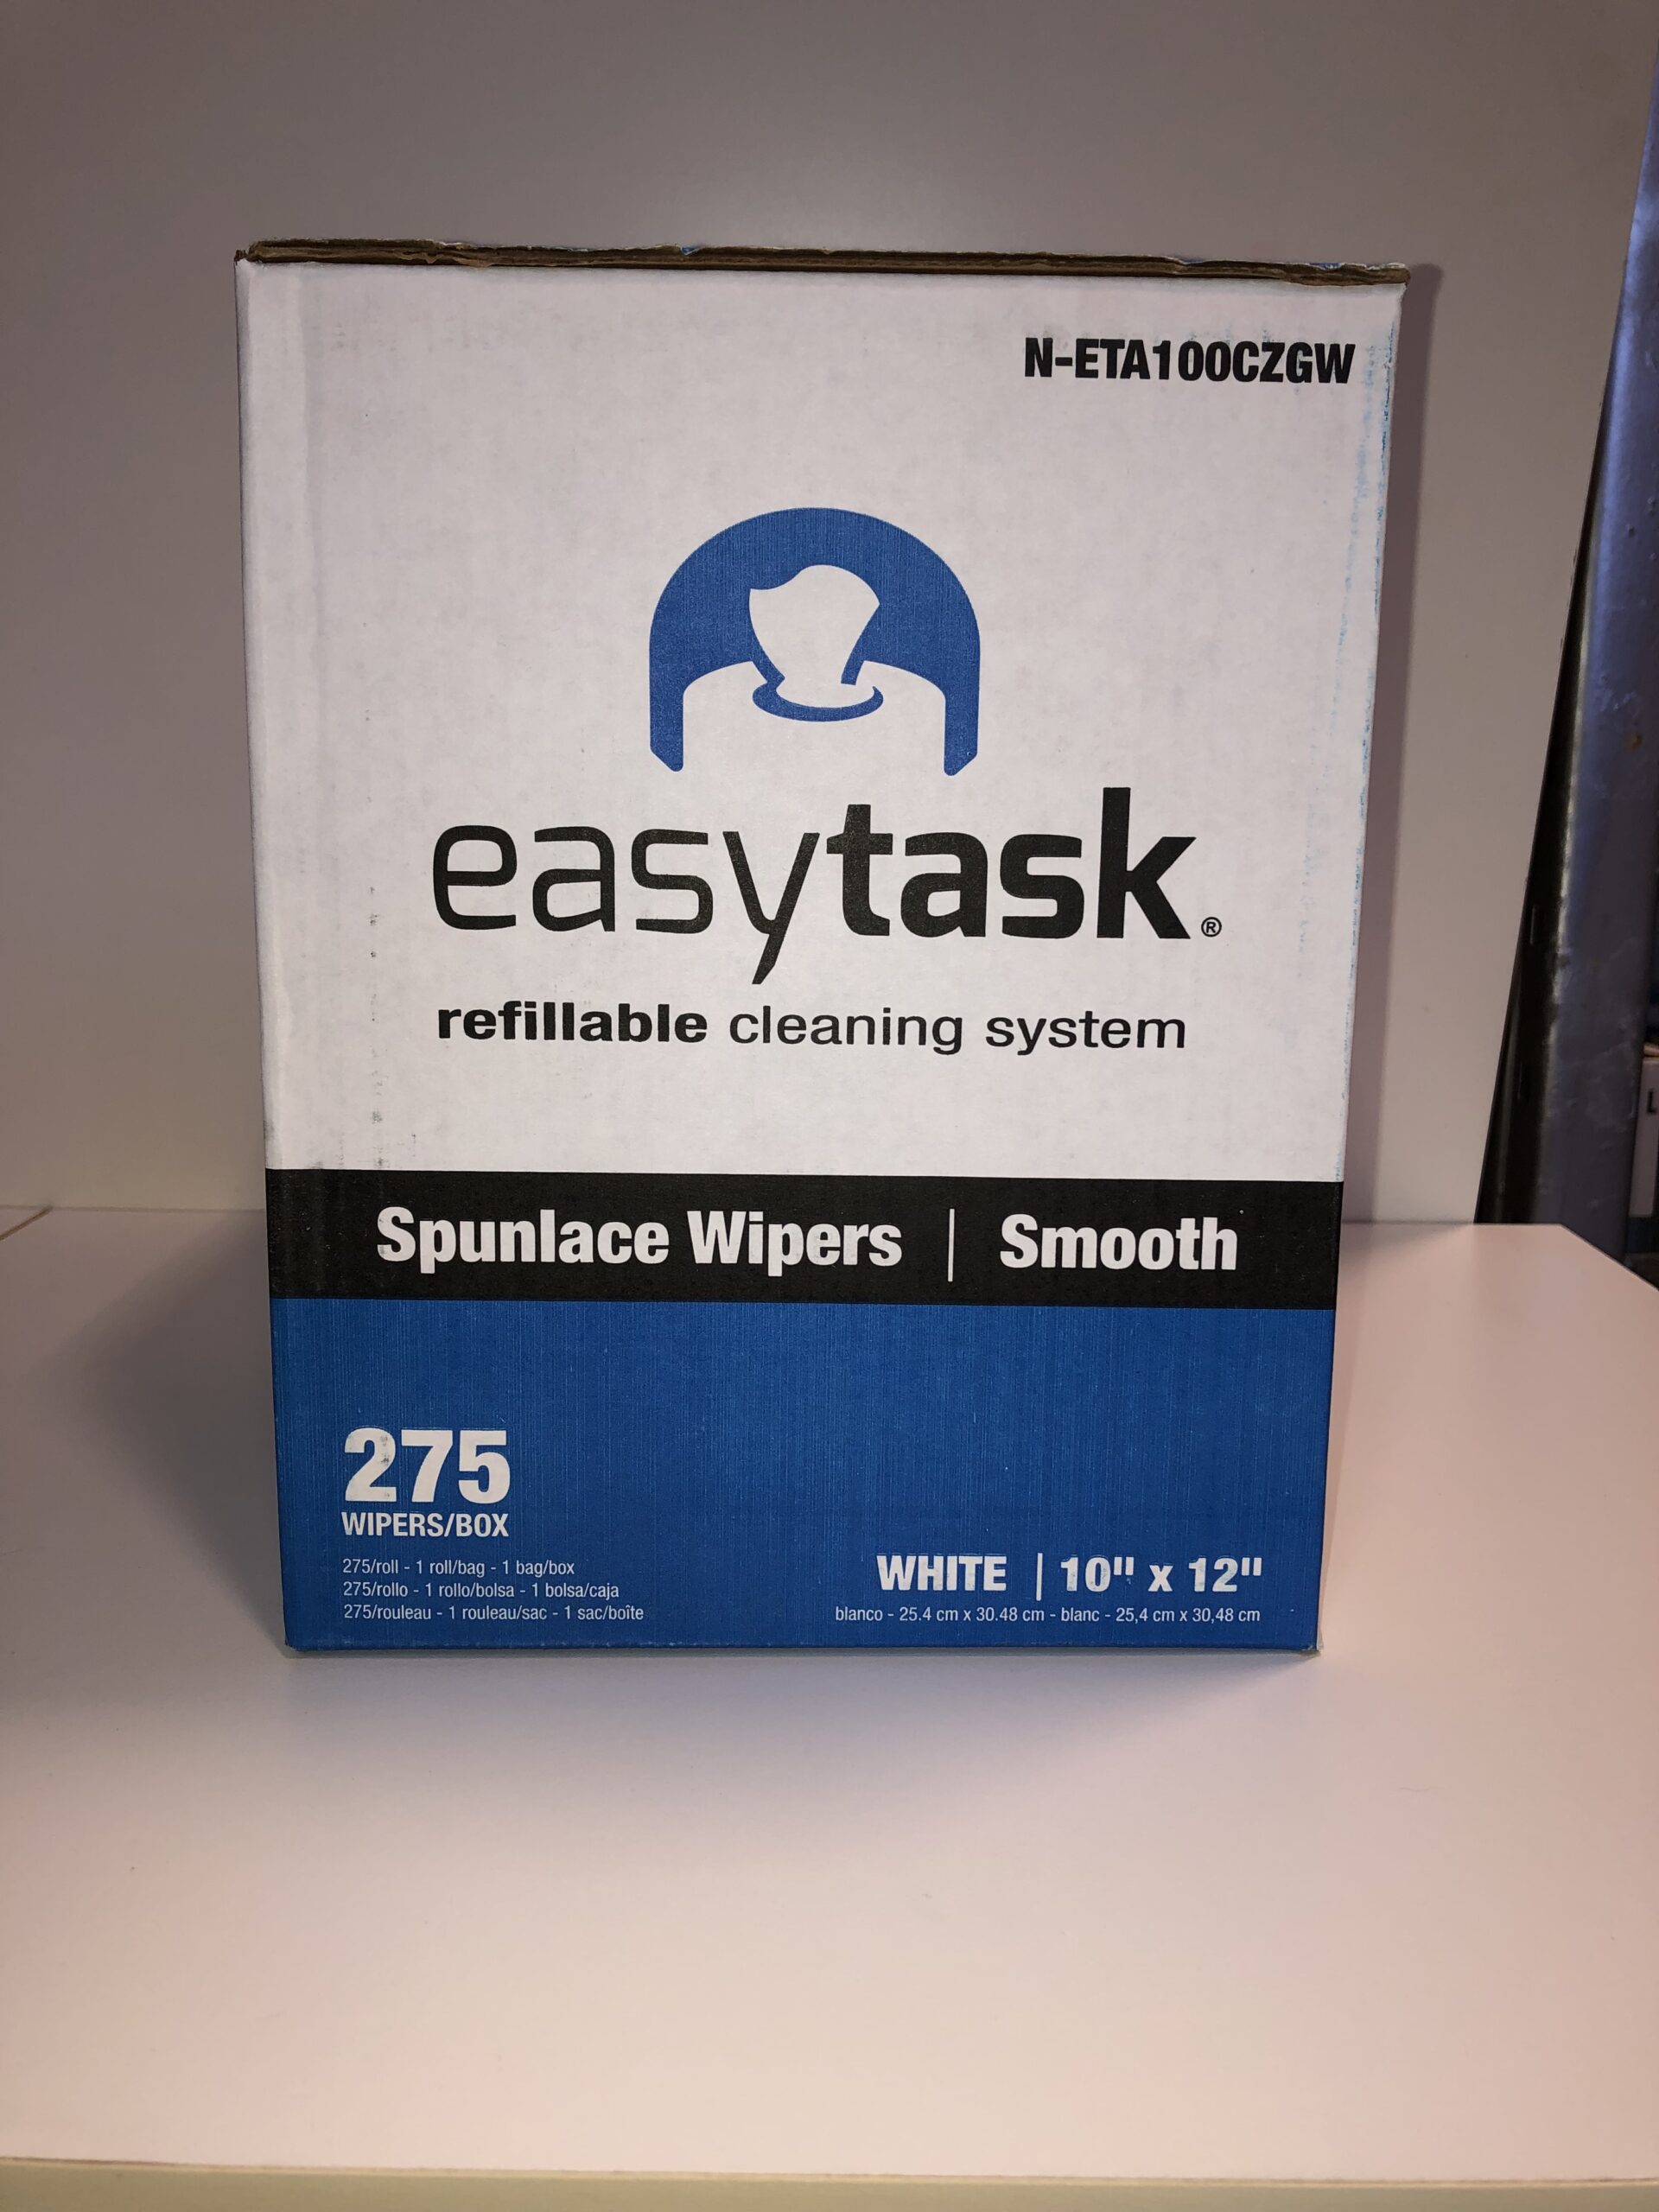 N-ETA100CZGW
easytask®
refillable cleaning system
Spunlace Wipers | Smooth
275
WIPERS/BOX
275/roll - 1 roll/bag - 1 bag/box
275/rollo - 1 rollo/bolsa - 1 bolsa/caja
275/rouleau - 1 rouleau/sac - 1 sac/boîte
WHITE | 10" x 12"
blanco - 25.4 cm x 30.48 cm - blanc - 25,4 cm x 30,48 cm